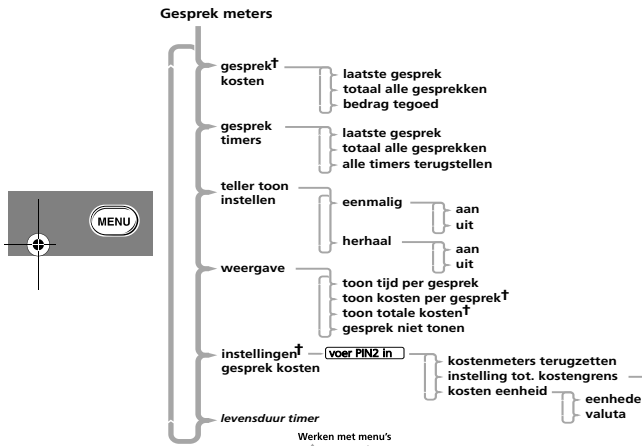 Gesprek meters
gesprek†
kosten
laatste gesprek
totaal alle gesprekken
bedrag tegoed
gesprek
timers
laatste gesprek
totaal alle gesprekken
alle timers terugstellen
teller toon
instellen
eenmalig
aan
uit
herhaal
aan
uit
MENU
weergave
toon tijd per gesprek
toon kosten per gesprek†
toon totale kosten†
gesprek niet tonen
instellingen†
gesprek kosten
voer PIN2 in
kostenmeters terugzetten
instelling tot. kostengrens
kosten eenheid
eenhede
valuta
levensduur timer
Werken met menu's